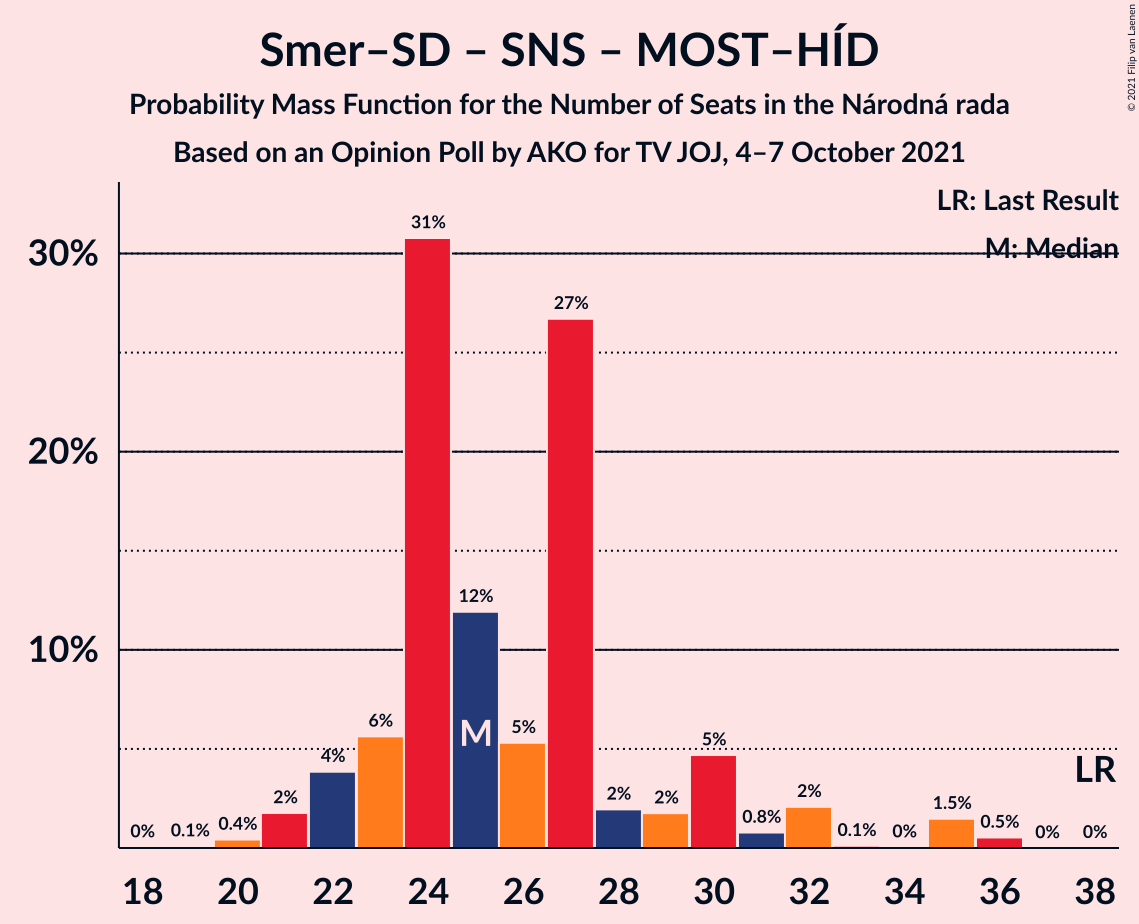 Smer–SD – SNS – MOST–HÍD
Probability Mass Function for the Number of Seats in the Národná rada
Based on an Opinion Poll by AKO for TV JOJ, 4–7 October 2021
© 2021 Filip van Laenen
LR: Last Result
M: Median
30%
20%
10%
0%
0.1%
0.4%
2%
4%
6%
31%
12%
5%
27%
2%
2%
5%
0.8%
2%
0.1%
0%
1.5%
0.5%
0%
0%
M
LR
18 20 22 24 26 28 30 32 34 36 38